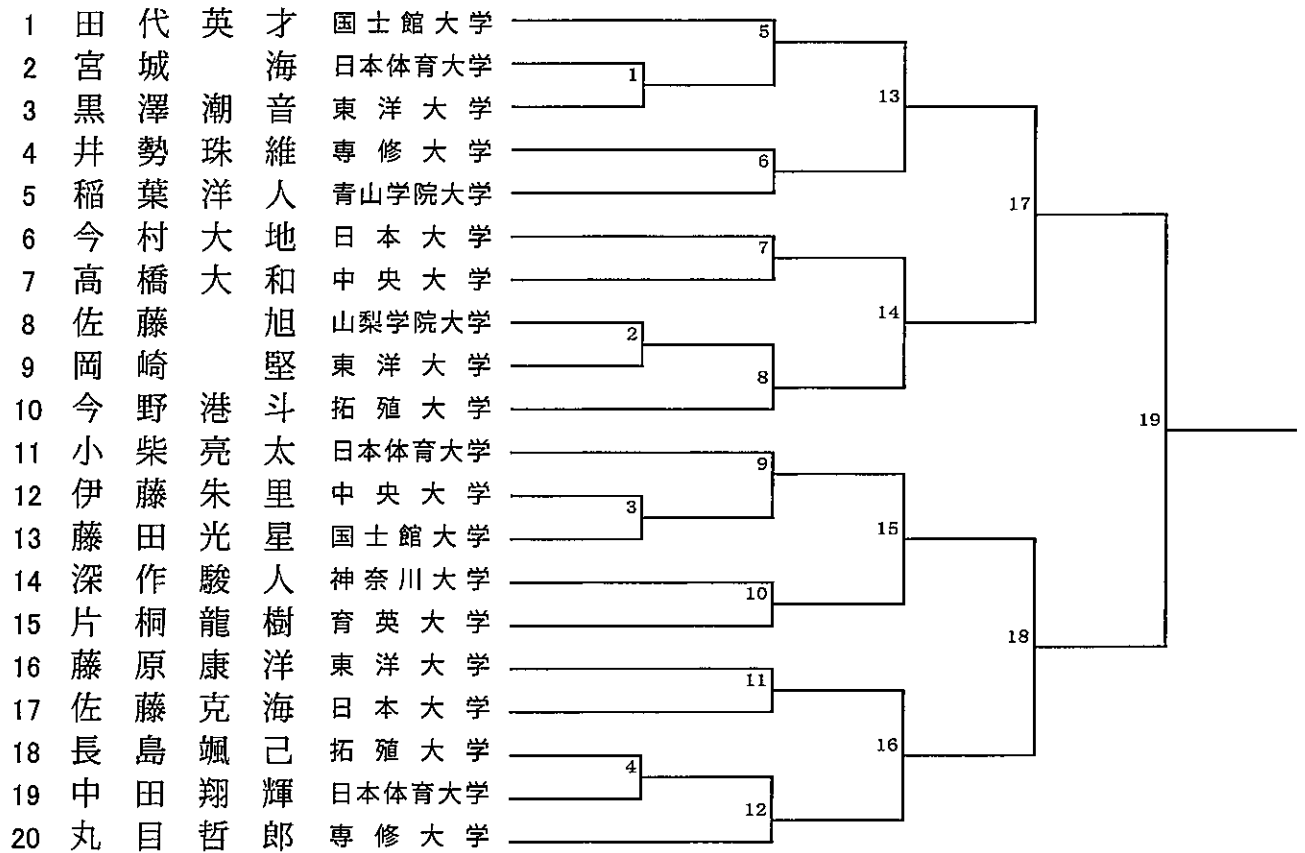 1 田代英才 国士館大学
2 宮城 海 日本体育大学
3 黒澤潮音 東洋大学
4 井勢珠維 専修大学
5 稲葉洋人 青山学院大学
6 今村大地 日本大学
7 高橋大和 中央大学
8 佐藤 旭 山梨学院大学
9 岡崎 堅 東洋大学
10 今野港斗 拓殖大学
11 小柴亮太 日本体育大学
12 伊藤朱里 中央大学
13 藤田光星 国士館大学
14 深作駿人 神奈川大学
15 片桐龍樹 育英大学
16 藤原康洋 東洋大学
17 佐藤克海 日本大学
18 長島颯己 拓殖大学
19 中田翔輝 日本体育大学
20 丸目哲郎 専修大学
1
2
3
4
5
6
7
8
9
10
11
12
13
14
15
16
17
18
19